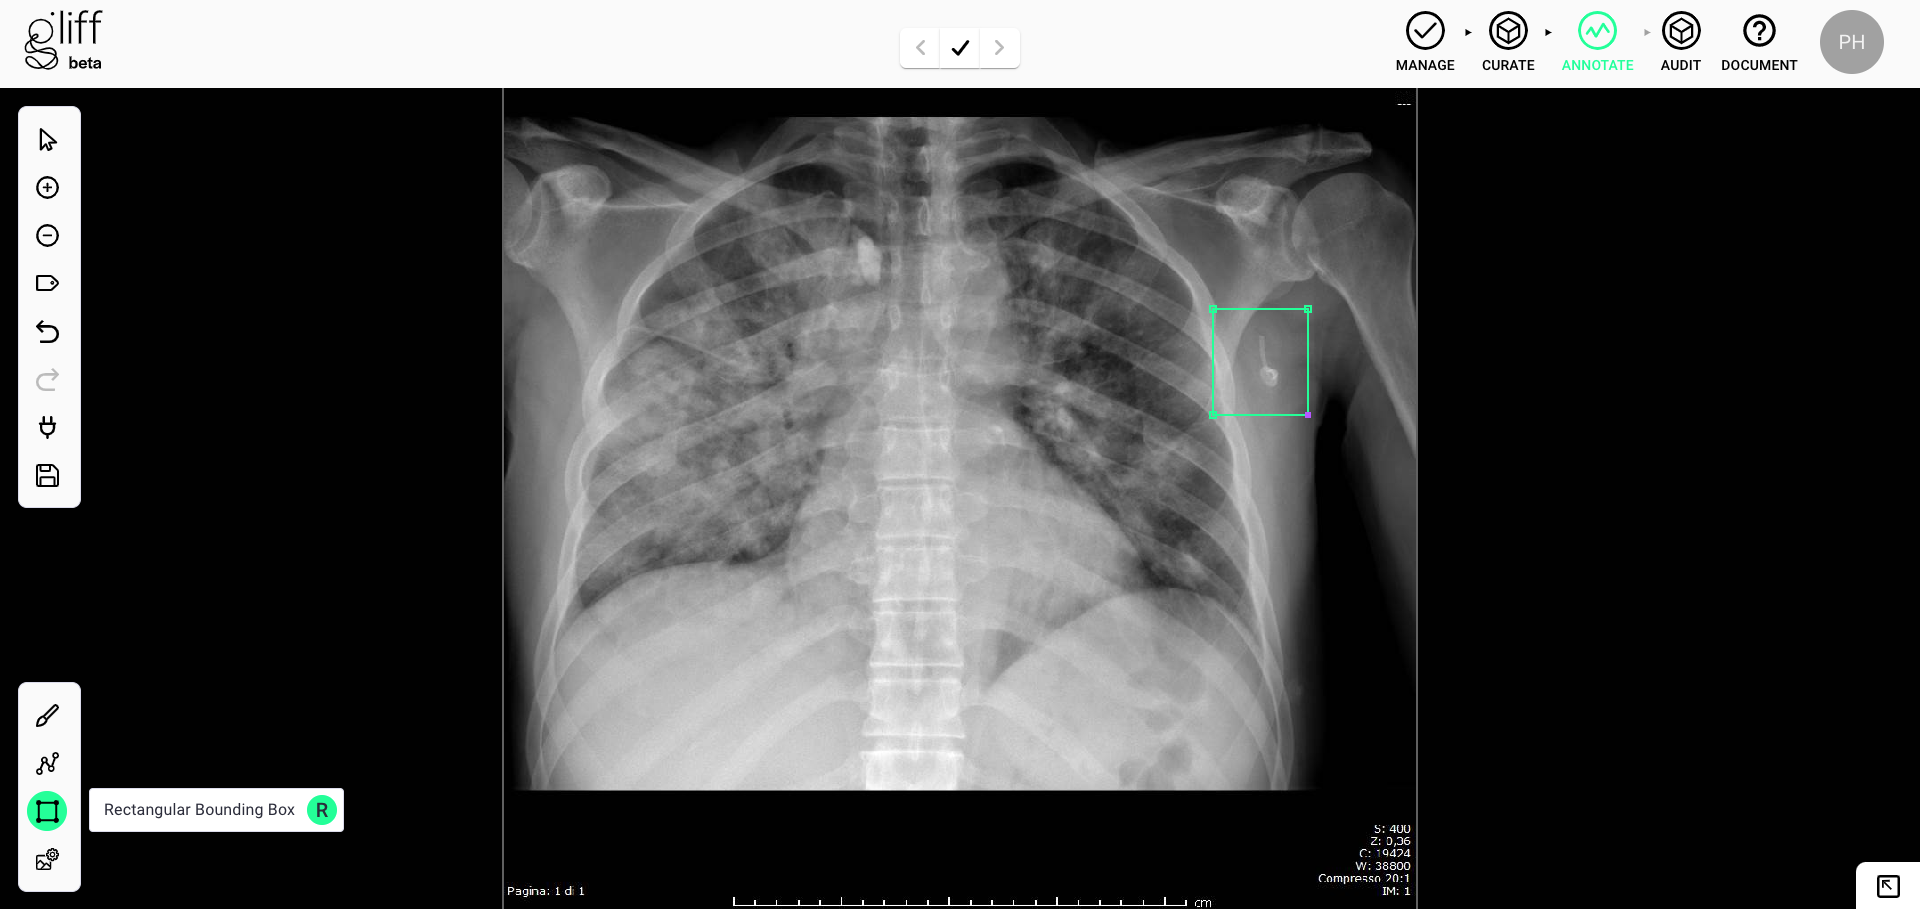 gliff
beta
MANAGE
CURATE
ANNOTATE
AUDIT
DOCUMENT
PH
---
Rectangular Bounding Box R
S: 400
Z: 0,36
C: 19424
W: 38800
Compresso 20:1
Pagina: 1 di 1
IM: 1
cm